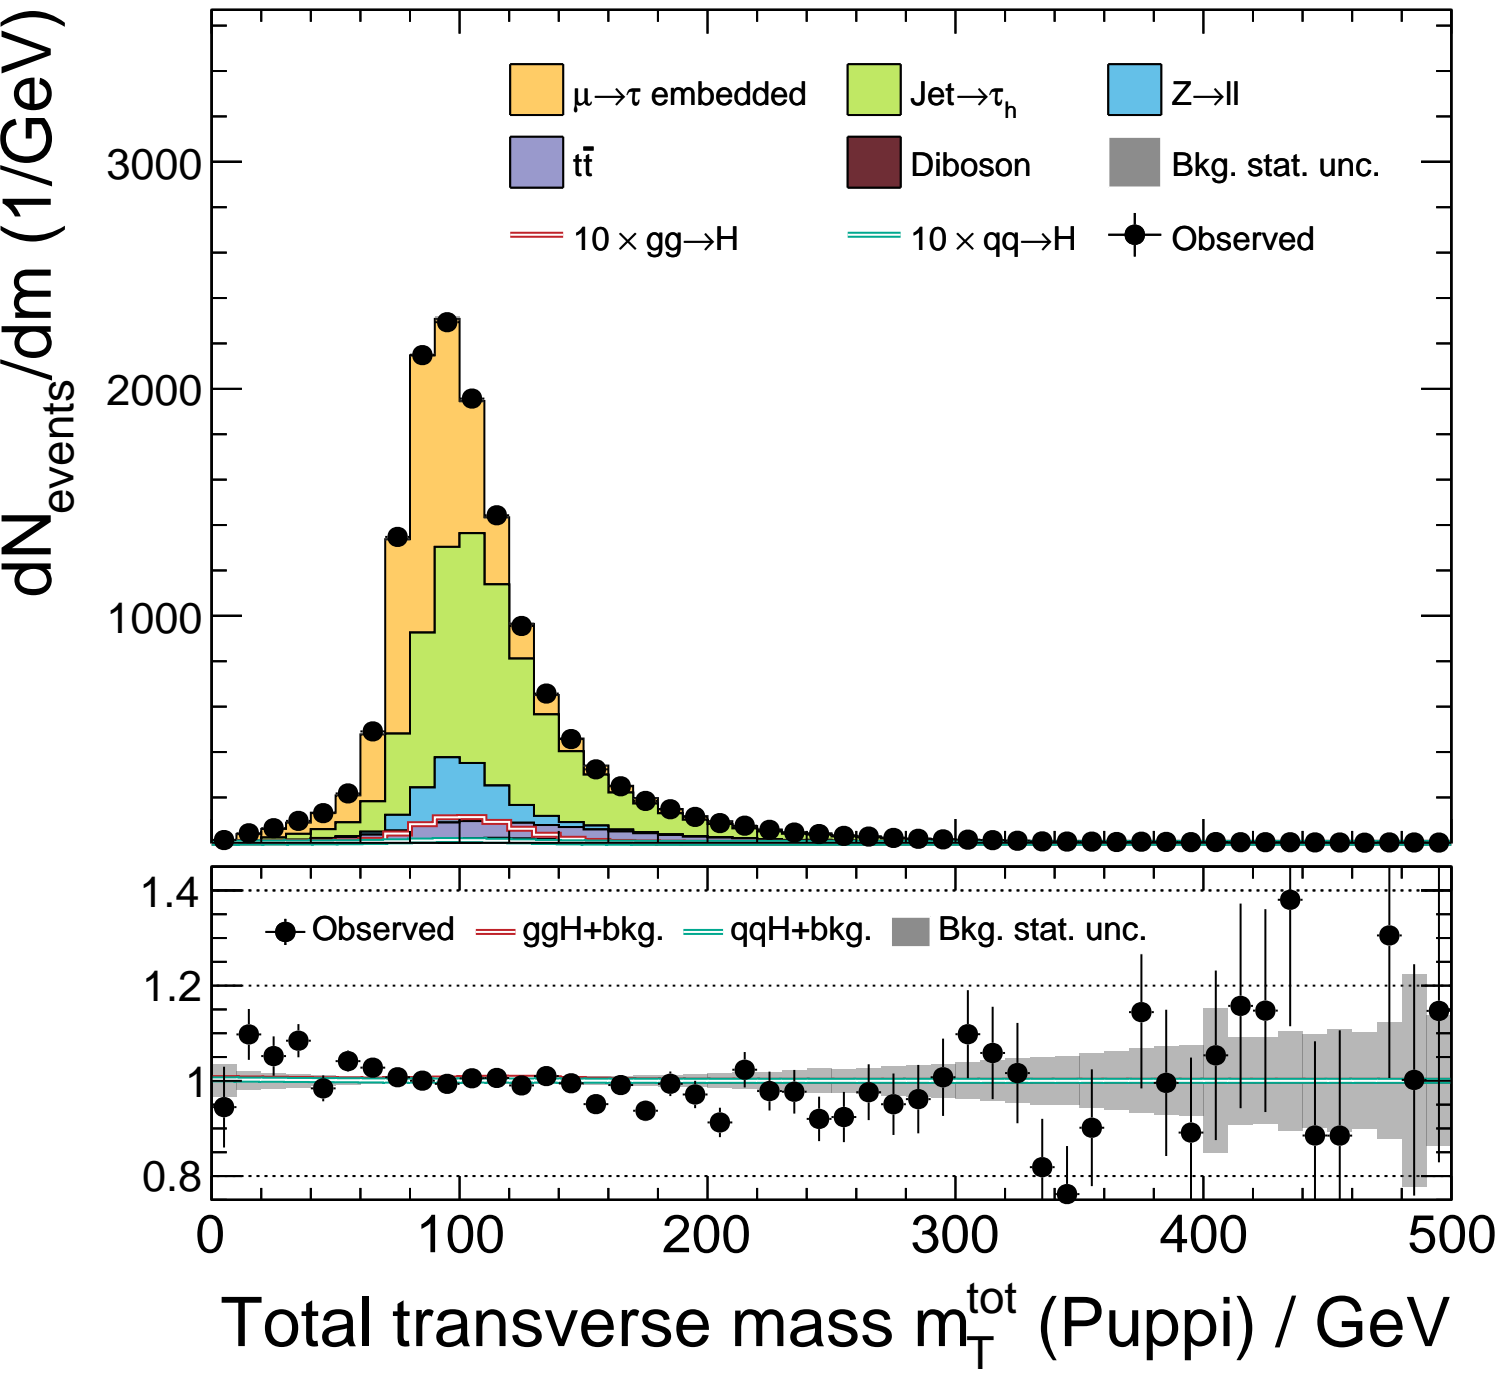 dN_events/dm (1/GeV)
μ→τ embedded Jet→τ_h Z→ll
tt̄ Diboson Bkg. stat. unc.
10 × gg→H 10 × qq→H Observed
3000
2000
1000
1.4
Observed ggH+bkg. qqH+bkg. Bkg. stat. unc.
1.2
1
0.8
0 100 200 300 400 500
Total transverse mass m_T^tot (Puppi) / GeV